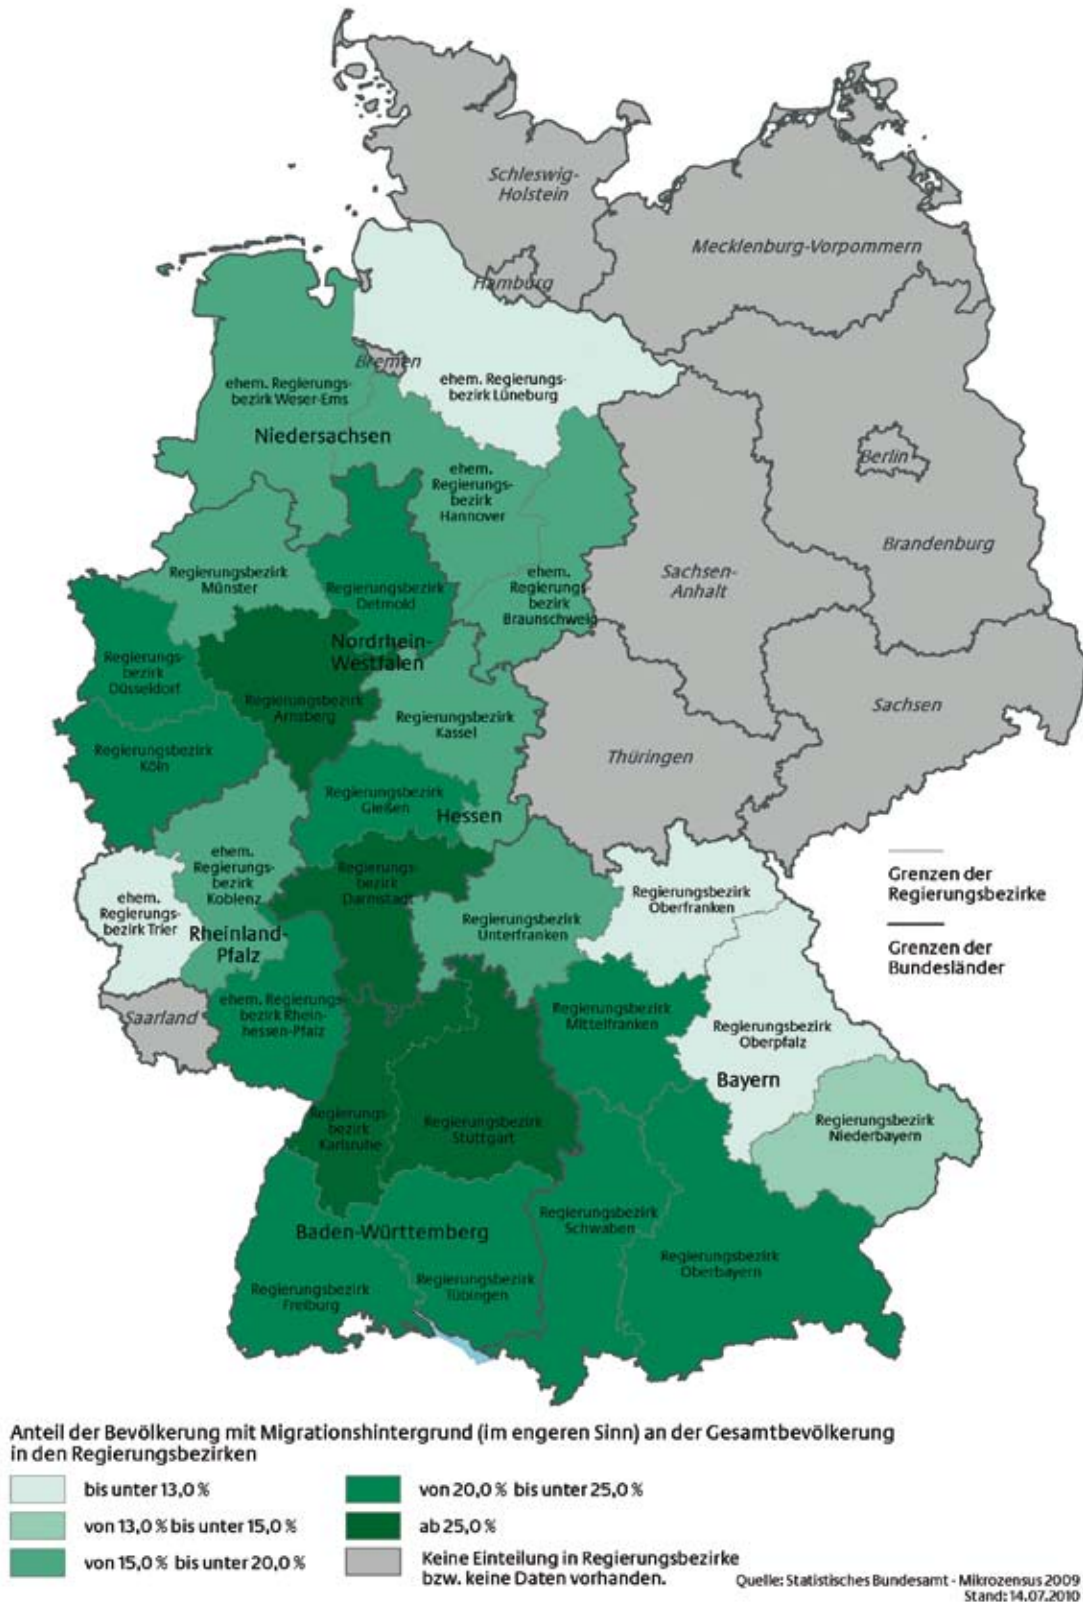 Schleswig-
Holstein
Mecklenburg-Vorpommern
Hamburg
Bremen
ehem. Regierungs-
bezirk Weser-Ems
ehem. Regierungs-
bezirk Lüneburg
Niedersachsen
Berlin
ehem.
Regierungs-
bezirk
Hannover
Brandenburg
Sachsen-
Anhalt
Regierungsbezirk
Münster
Regierungsbezirk
Detmold
ehem.
Regierungs-
bezirk
Braunschweig
Nordrhein-
Westfalen
Regierungs-
bezirk
Düsseldorf
Regierungsbezirk
Arnsberg
Regierungsbezirk
Kassel
Sachsen
Regierungsbezirk
Köln
Thüringen
Regierungsbezirk
Gießen
Hessen
ehem.
Regierungs-
bezirk
Koblenz
Regierungs-
bezirk
Darmstadt
ehem.
Regierungs-
bezirk Trier
Rheinland-
Pfalz
Regierungsbezirk
Unterfranken
Regierungsbezirk
Oberfranken
Grenzen der
Regierungsbezirke
Grenzen der
Bundesländer
Saarland
ehem. Regierungs-
bezirk Rhein-
hessen-Pfalz
Regierungsbezirk
Mittelfranken
Regierungsbezirk
Oberpfalz
Bayern
Regierungs-
bezirk
Karlsruhe
Regierungsbezirk
Stuttgart
Regierungsbezirk
Niederbayern
Baden-Württemberg
Regierungsbezirk
Schwaben
Regierungsbezirk
Oberbayern
Regierungsbezirk
Freiburg
Regierungsbezirk
Tübingen
Anteil der Bevölkerung mit Migrationshintergrund (im engeren Sinn) an der Gesamtbevölkerung
in den Regierungsbezirken
bis unter 13,0 %
von 13,0 % bis unter 15,0 %
von 15,0 % bis unter 20,0 %
von 20,0 % bis unter 25,0 %
ab 25,0 %
Keine Einteilung in Regierungsbezirke
bzw. keine Daten vorhanden.
Quelle: Statistisches Bundesamt - Mikrozensus 2009
Stand: 14.07.2010